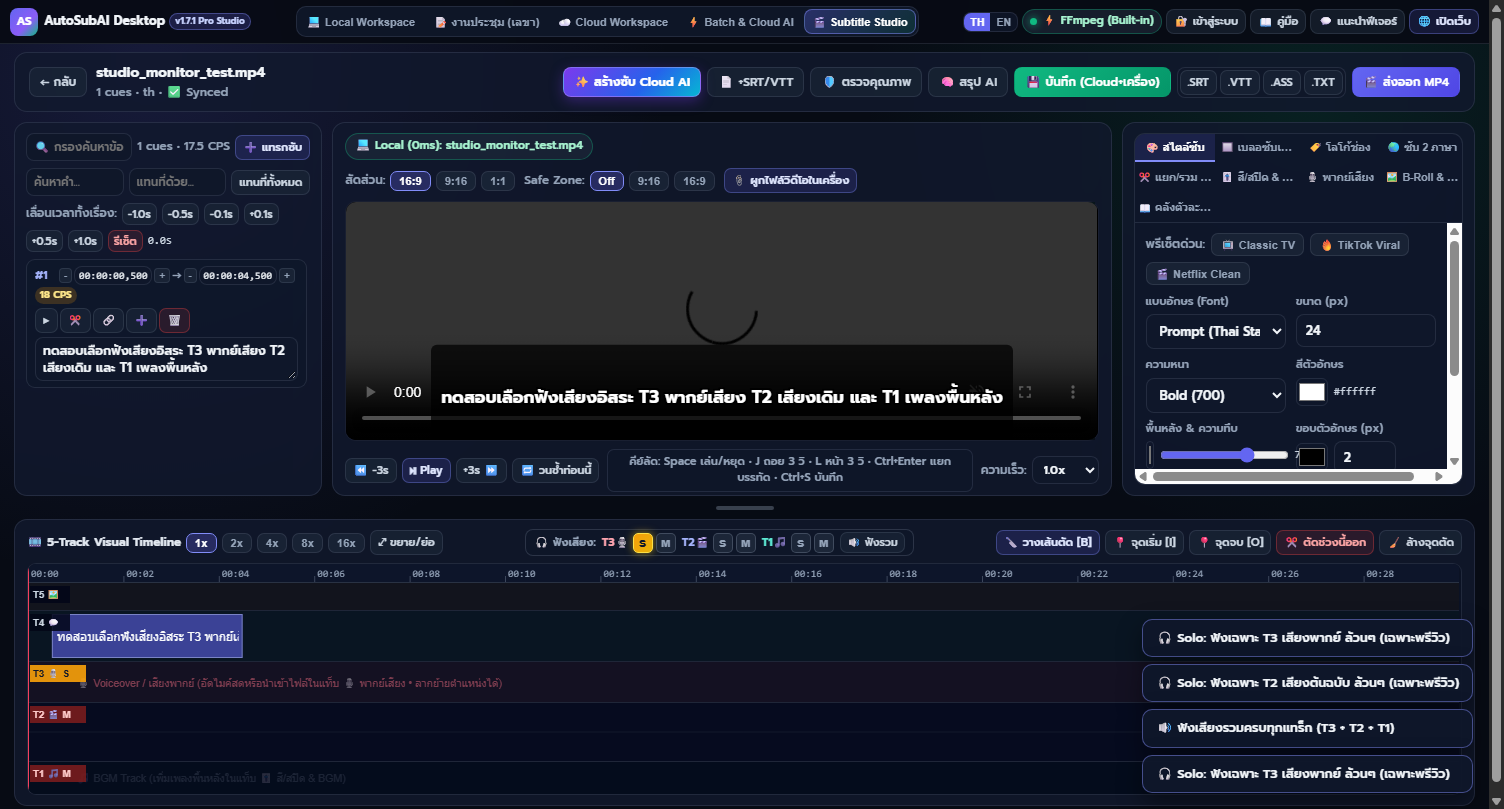 AS AutoSubAI Desktop v1.7.1 Pro Studio
Local Workspace
งานประชุม (เลขา)
Cloud Workspace
Batch & Cloud AI
Subtitle Studio
TH EN
FFmpeg (Built-in)
เข้าสู่ระบบ
คู่มือ
แนะนำฟีเจอร์
เปิดเว็บ
← กลับ
studio_monitor_test.mp4
1 cues · th · ✅ Synced
✨ สร้างซับ Cloud AI
+SRT/VTT
ตรวจคุณภาพ
สรุป AI
บันทึก (Cloud+เครื่อง)
.SRT .VTT .ASS .TXT
ส่งออก MP4
กรองค้นหาข้อ
1 cues · 17.5 CPS
แทรกซับ
ค้นหาคำ...
แทนที่ด้วย...
แทนที่ทั้งหมด
เลื่อนเวลาทั้งเรื่อง: -1.0s -0.5s -0.1s +0.1s
+0.5s +1.0s รีเซ็ต 0.0s
#1 - 00:00:00,500 + → - 00:00:04,500 +
18 CPS
ทดสอบเลือกฟังเสียงอิสระ T3 พากย์เสียง T2
เสียงเดิม และ T1 เพลงพื้นหลัง
Local (0ms): studio_monitor_test.mp4
สัดส่วน: 16:9 9:16 1:1 Safe Zone: Off 9:16 16:9 ผูกไฟล์วิดีโอในเครื่อง
0:00
ทดสอบเลือกฟังเสียงอิสระ T3 พากย์เสียง T2 เสียงเดิม และ T1 เพลงพื้นหลัง
-3s Play +3s วนซ้ำท่อนนี้
คีย์ลัด: Space เล่น/หยุด · J ถอย 3 วิ · L หน้า 3 วิ · Ctrl+Enter แยก
บรรทัด · Ctrl+S บันทึก
ความเร็ว: 1.0x
สไตล์ซับ
เบลอซับเ...
โลโก้ช่อง
ซับ 2 ภาษา
แยก/รวม ...
สี/สปีด & ...
พากย์เสียง
B-Roll & ...
คลังตัวละ...
พรีเซ็ตด่วน: Classic TV TikTok Viral
Netflix Clean
แบบอักษร (Font) ขนาด (px)
Prompt (Thai Sta 24
ความหนา สีตัวอักษร
Bold (700) #ffffff
พื้นหลัง & ความทึบ ขอบตัวอักษร (px)
2
5-Track Visual Timeline 1x 2x 4x 8x 16x ขยาย/ย่อ
ฟังเสียง: T3 S M T2 S M T1 S M ฟังรวม
วางเส้นตัด [B] จุดเริ่ม [I] จุดจบ [O] ตัดช่วงนี้ออก ล้างจุดตัด
00:00 00:02 00:04 00:06 00:08 00:10 00:12 00:14 00:16 00:18 00:20 00:22 00:24 00:26 00:28
T5
T4
ทดสอบเลือกฟังเสียงอิสระ T3 พากย์เ
T3 S
Voiceover / เสียงพากย์ (อัดไมค์สดหรือนำเข้าไฟล์ในแท็บ พากย์เสียง • ลากย้ายตำแหน่งได้)
T2 M
T1 M
BGM Track (เพิ่มเพลงพื้นหลังในแท็บ สี/สปีด & BGM)
Solo: ฟังเฉพาะ T3 เสียงพากย์ ล้วนๆ (เฉพาะพรีวิว)
Solo: ฟังเฉพาะ T2 เสียงต้นฉบับ ล้วนๆ (เฉพาะพรีวิว)
ฟังเสียงรวมครบทุกแทร็ก (T3 + T2 + T1)
Solo: ฟังเฉพาะ T3 เสียงพากย์ ล้วนๆ (เฉพาะพรีวิว)